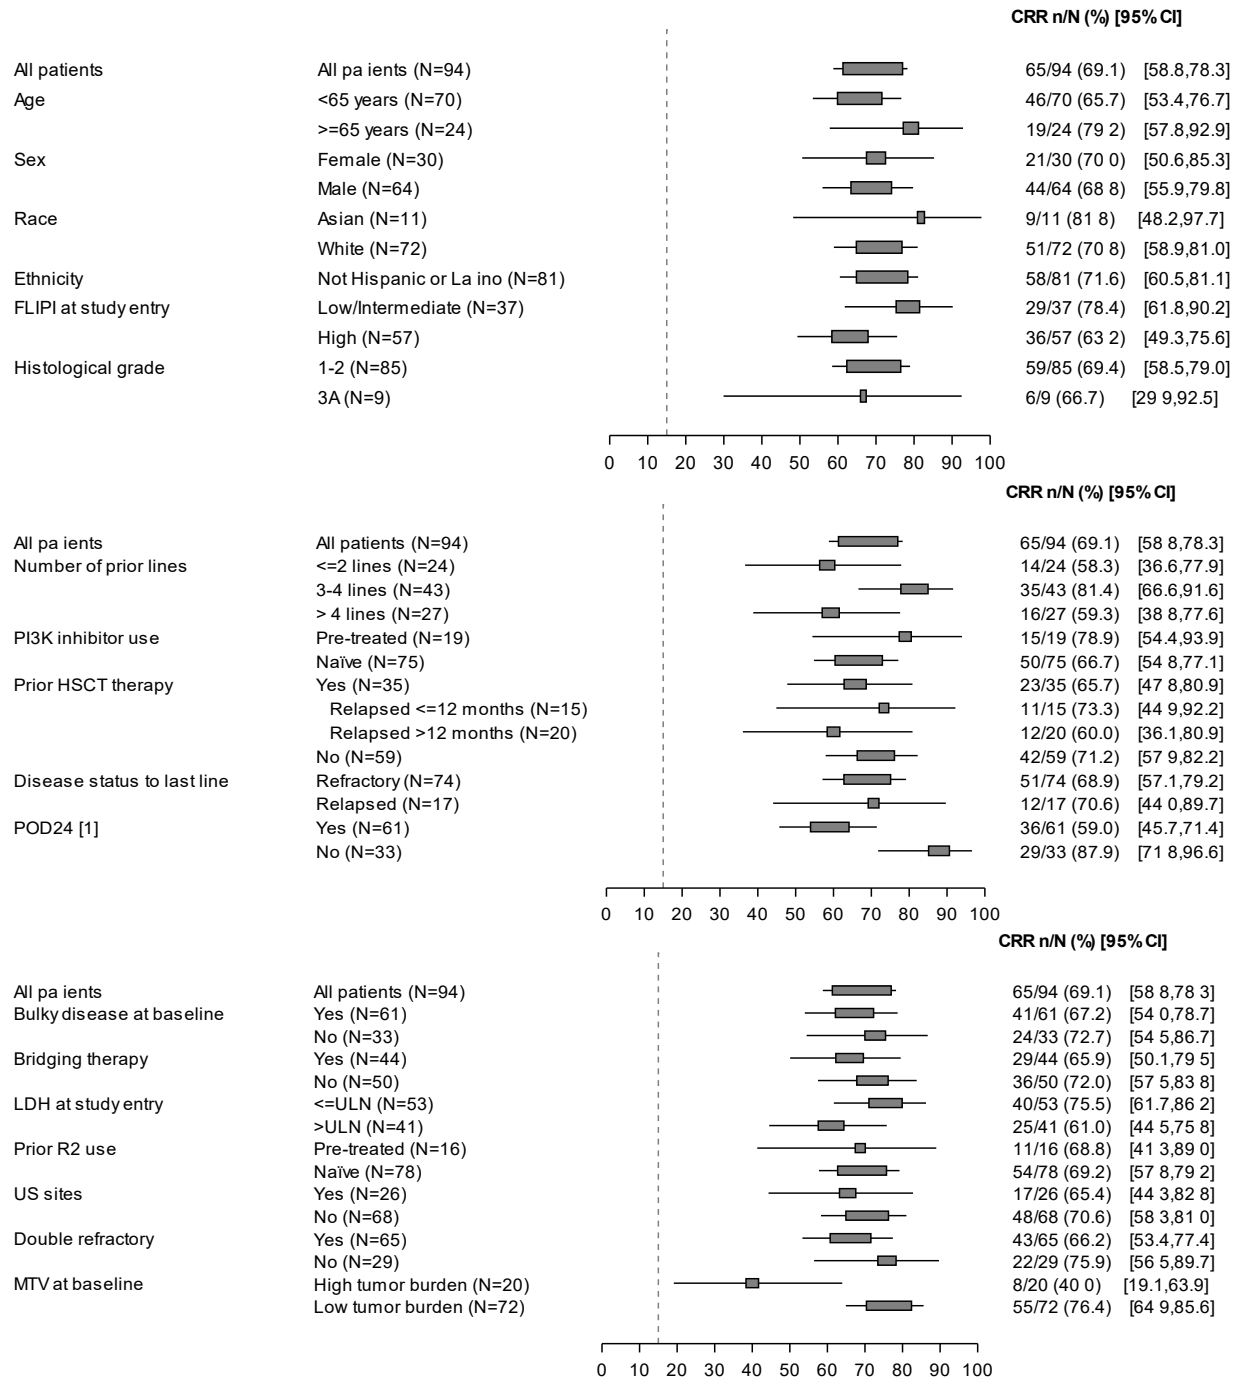 CRR n/N (%) [95% CI]
All patients All pa ients (N=94) 65/94 (69.1) [58.8,78.3]
Age <65 years (N=70) 46/70 (65.7) [53.4,76.7]
>=65 years (N=24) 19/24 (79 2) [57.8,92.9]
Sex Female (N=30) 21/30 (70 0) [50.6,85.3]
Male (N=64) 44/64 (68 8) [55.9,79.8]
Race Asian (N=11) 9/11 (81 8) [48.2,97.7]
White (N=72) 51/72 (70 8) [58.9,81.0]
Ethnicity Not Hispanic or La ino (N=81) 58/81 (71.6) [60.5,81.1]
FLIPI at study entry Low/Intermediate (N=37) 29/37 (78.4) [61.8,90.2]
High (N=57) 36/57 (63 2) [49.3,75.6]
Histological grade 1-2 (N=85) 59/85 (69.4) [58.5,79.0]
3A (N=9) 6/9 (66.7) [29 9,92.5]
0 10 20 30 40 50 60 70 80 90 100
CRR n/N (%) [95% CI]
All pa ients All patients (N=94) 65/94 (69.1) [58 8,78.3]
Number of prior lines <=2 lines (N=24) 14/24 (58.3) [36.6,77.9]
3-4 lines (N=43) 35/43 (81.4) [66.6,91.6]
> 4 lines (N=27) 16/27 (59.3) [38 8,77.6]
PI3K inhibitor use Pre-treated (N=19) 15/19 (78.9) [54.4,93.9]
Naïve (N=75) 50/75 (66.7) [54 8,77.1]
Prior HSCT therapy Yes (N=35) 23/35 (65.7) [47 8,80.9]
Relapsed <=12 months (N=15) 11/15 (73.3) [44 9,92.2]
Relapsed >12 months (N=20) 12/20 (60.0) [36.1,80.9]
No (N=59) 42/59 (71.2) [57 9,82.2]
Disease status to last line Refractory (N=74) 51/74 (68.9) [57.1,79.2]
Relapsed (N=17) 12/17 (70.6) [44 0,89.7]
POD24 [1] Yes (N=61) 36/61 (59.0) [45.7,71.4]
No (N=33) 29/33 (87.9) [71 8,96.6]
0 10 20 30 40 50 60 70 80 90 100
CRR n/N (%) [95% CI]
All pa ients All patients (N=94) 65/94 (69.1) [58 8,78 3]
Bulky disease at baseline Yes (N=61) 41/61 (67.2) [54 0,78.7]
No (N=33) 24/33 (72.7) [54 5,86.7]
Bridging therapy Yes (N=44) 29/44 (65.9) [50.1,79 5]
No (N=50) 36/50 (72.0) [57 5,83 8]
LDH at study entry <=ULN (N=53) 40/53 (75.5) [61.7,86 2]
>ULN (N=41) 25/41 (61.0) [44 5,75 8]
Prior R2 use Pre-treated (N=16) 11/16 (68.8) [41 3,89 0]
Naïve (N=78) 54/78 (69.2) [57 8,79 2]
US sites Yes (N=26) 17/26 (65.4) [44 3,82 8]
No (N=68) 48/68 (70.6) [58 3,81 0]
Double refractory Yes (N=65) 43/65 (66.2) [53.4,77.4]
No (N=29) 22/29 (75.9) [56 5,89.7]
MTV at baseline High tumor burden (N=20) 8/20 (40 0) [19.1,63.9]
Low tumor burden (N=72) 55/72 (76.4) [64 9,85.6]
0 10 20 30 40 50 60 70 80 90 100